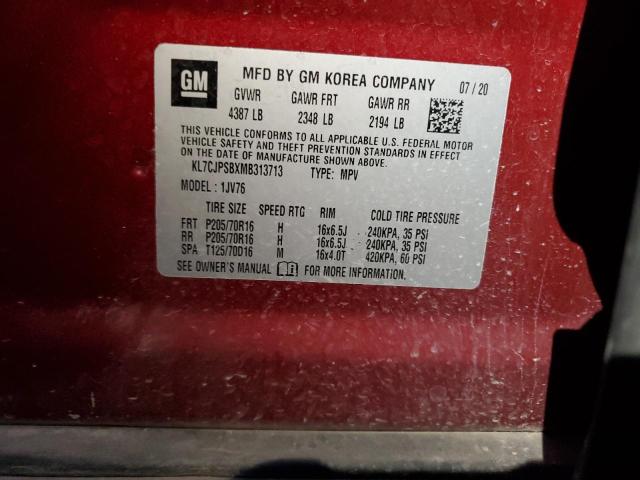 GM MFD BY GM KOREA COMPANY 07/20
GVWR GAWR FRT GAWR RR
4387 LB 2348 LB 2194 LB
THIS VEHICLE CONFORMS TO ALL APPLICABLE U.S. FEDERAL MOTOR
VEHICLE SAFETY AND THEFT PREVENTION STANDARDS IN EFFECT
ON THE DATE OF MANUFACTURE SHOWN ABOVE.
KL7CJPSBXMB313713 TYPE: MPV
MODEL: 1JV76
TIRE SIZE SPEED RTG RIM COLD TIRE PRESSURE
FRT P205/70R16 H 16x6.5J 240KPA, 35 PSI
RR P205/70R16 H 16x6.5J 240KPA, 35 PSI
SPA T125/70D16 M 16x4.0T 420KPA, 60 PSI
SEE OWNER'S MANUAL FOR MORE INFORMATION.